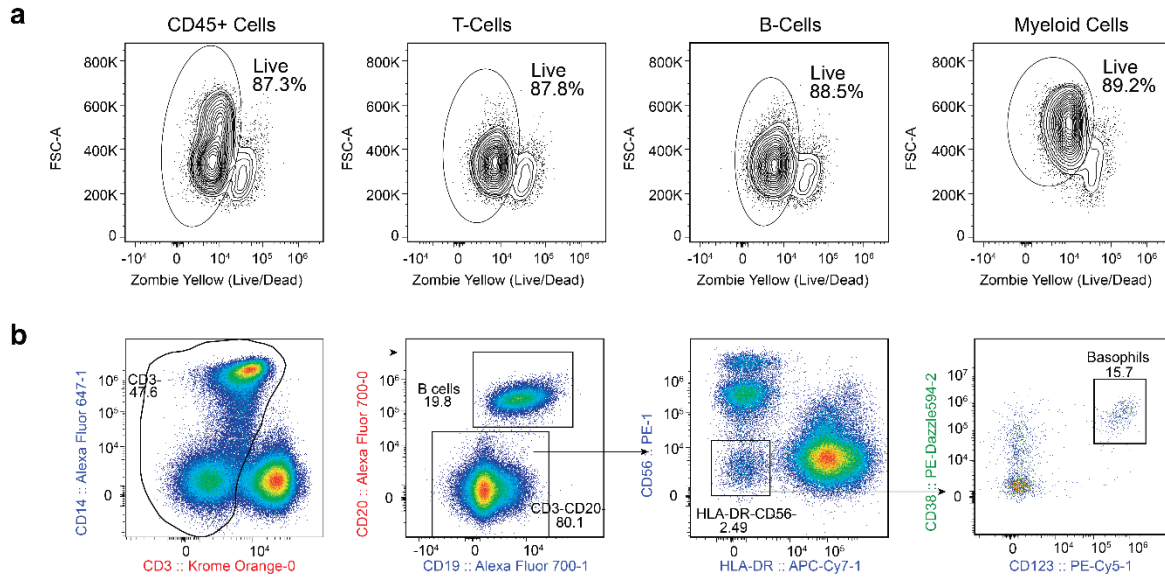 a
CD45+ Cells
T-Cells
B-Cells
Myeloid Cells
800K
600K
400K
200K
0
FSC-A
Live
87.3%
-10⁴ 0 10⁴ 10⁵ 10⁶
Zombie Yellow (Live/Dead)
800K
600K
400K
200K
0
FSC-A
Live
87.8%
-10⁴ 0 10⁴ 10⁵ 10⁶
Zombie Yellow (Live/Dead)
800K
600K
400K
200K
0
FSC-A
Live
88.5%
-10⁴ 0 10⁴ 10⁵ 10⁶
Zombie Yellow (Live/Dead)
800K
600K
400K
200K
0
FSC-A
Live
89.2%
-10⁴ 0 10⁴ 10⁵ 10⁶
Zombie Yellow (Live/Dead)
b
CD14 :: Alexa Fluor 647-1
10⁶
10⁵
10⁴
0
CD3-
47.6
0 10⁴
CD3 :: Krome Orange-0
CD20 :: Alexa Fluor 700-0
10⁶
10⁵
10⁴
0
B cells
19.8
CD3-CD20-
80.1
-10⁴ 0 10⁴ 10⁵
CD19 :: Alexa Fluor 700-1
CD56 :: PE-1
10⁶
10⁵
10⁴
0
HLA-DR-CD56-
2.49
0 10⁴ 10⁵ 10⁶
HLA-DR :: APC-Cy7-1
CD38 :: PE-Dazzle594-2
10⁷
10⁶
10⁵
10⁴
0
Basophils
15.7
0 10⁴ 10⁵ 10⁶
CD123 :: PE-Cy5-1